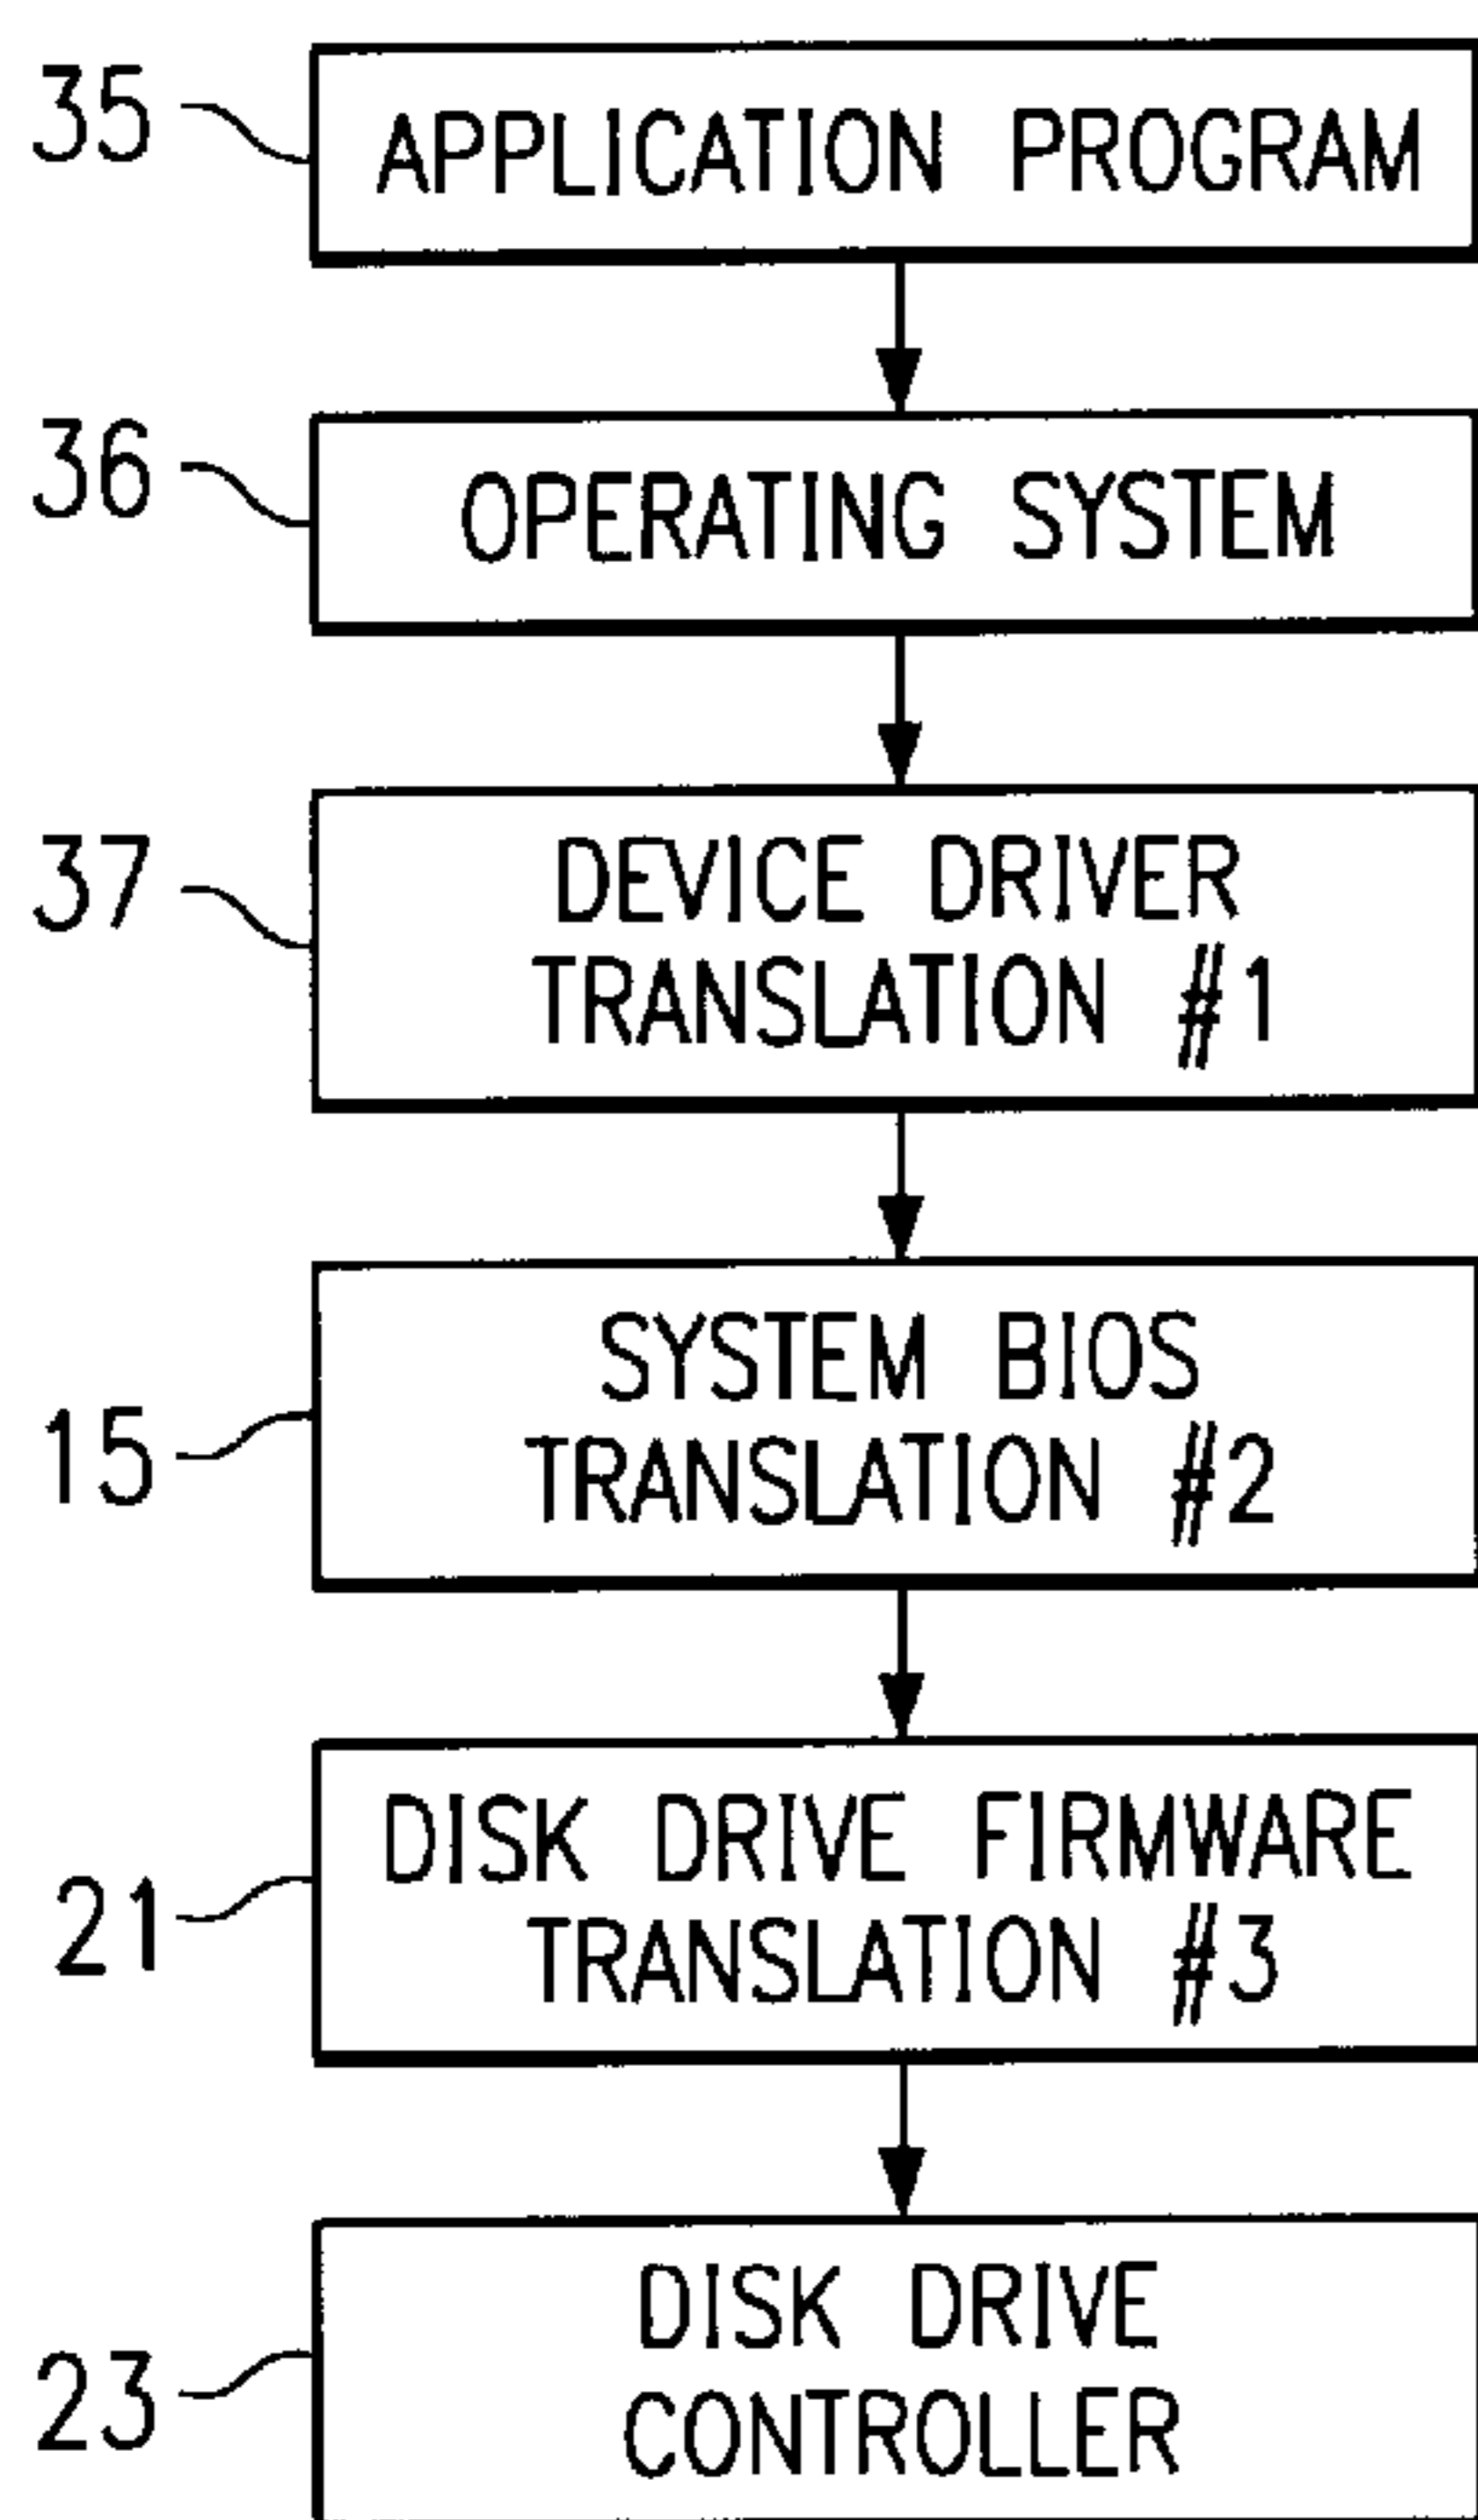 35
APPLICATION PROGRAM
36
OPERATING SYSTEM
37
DEVICE DRIVER
TRANSLATION #1
15
SYSTEM BIOS
TRANSLATION #2
21
DISK DRIVE FIRMWARE
TRANSLATION #3
23
DISK DRIVE
CONTROLLER